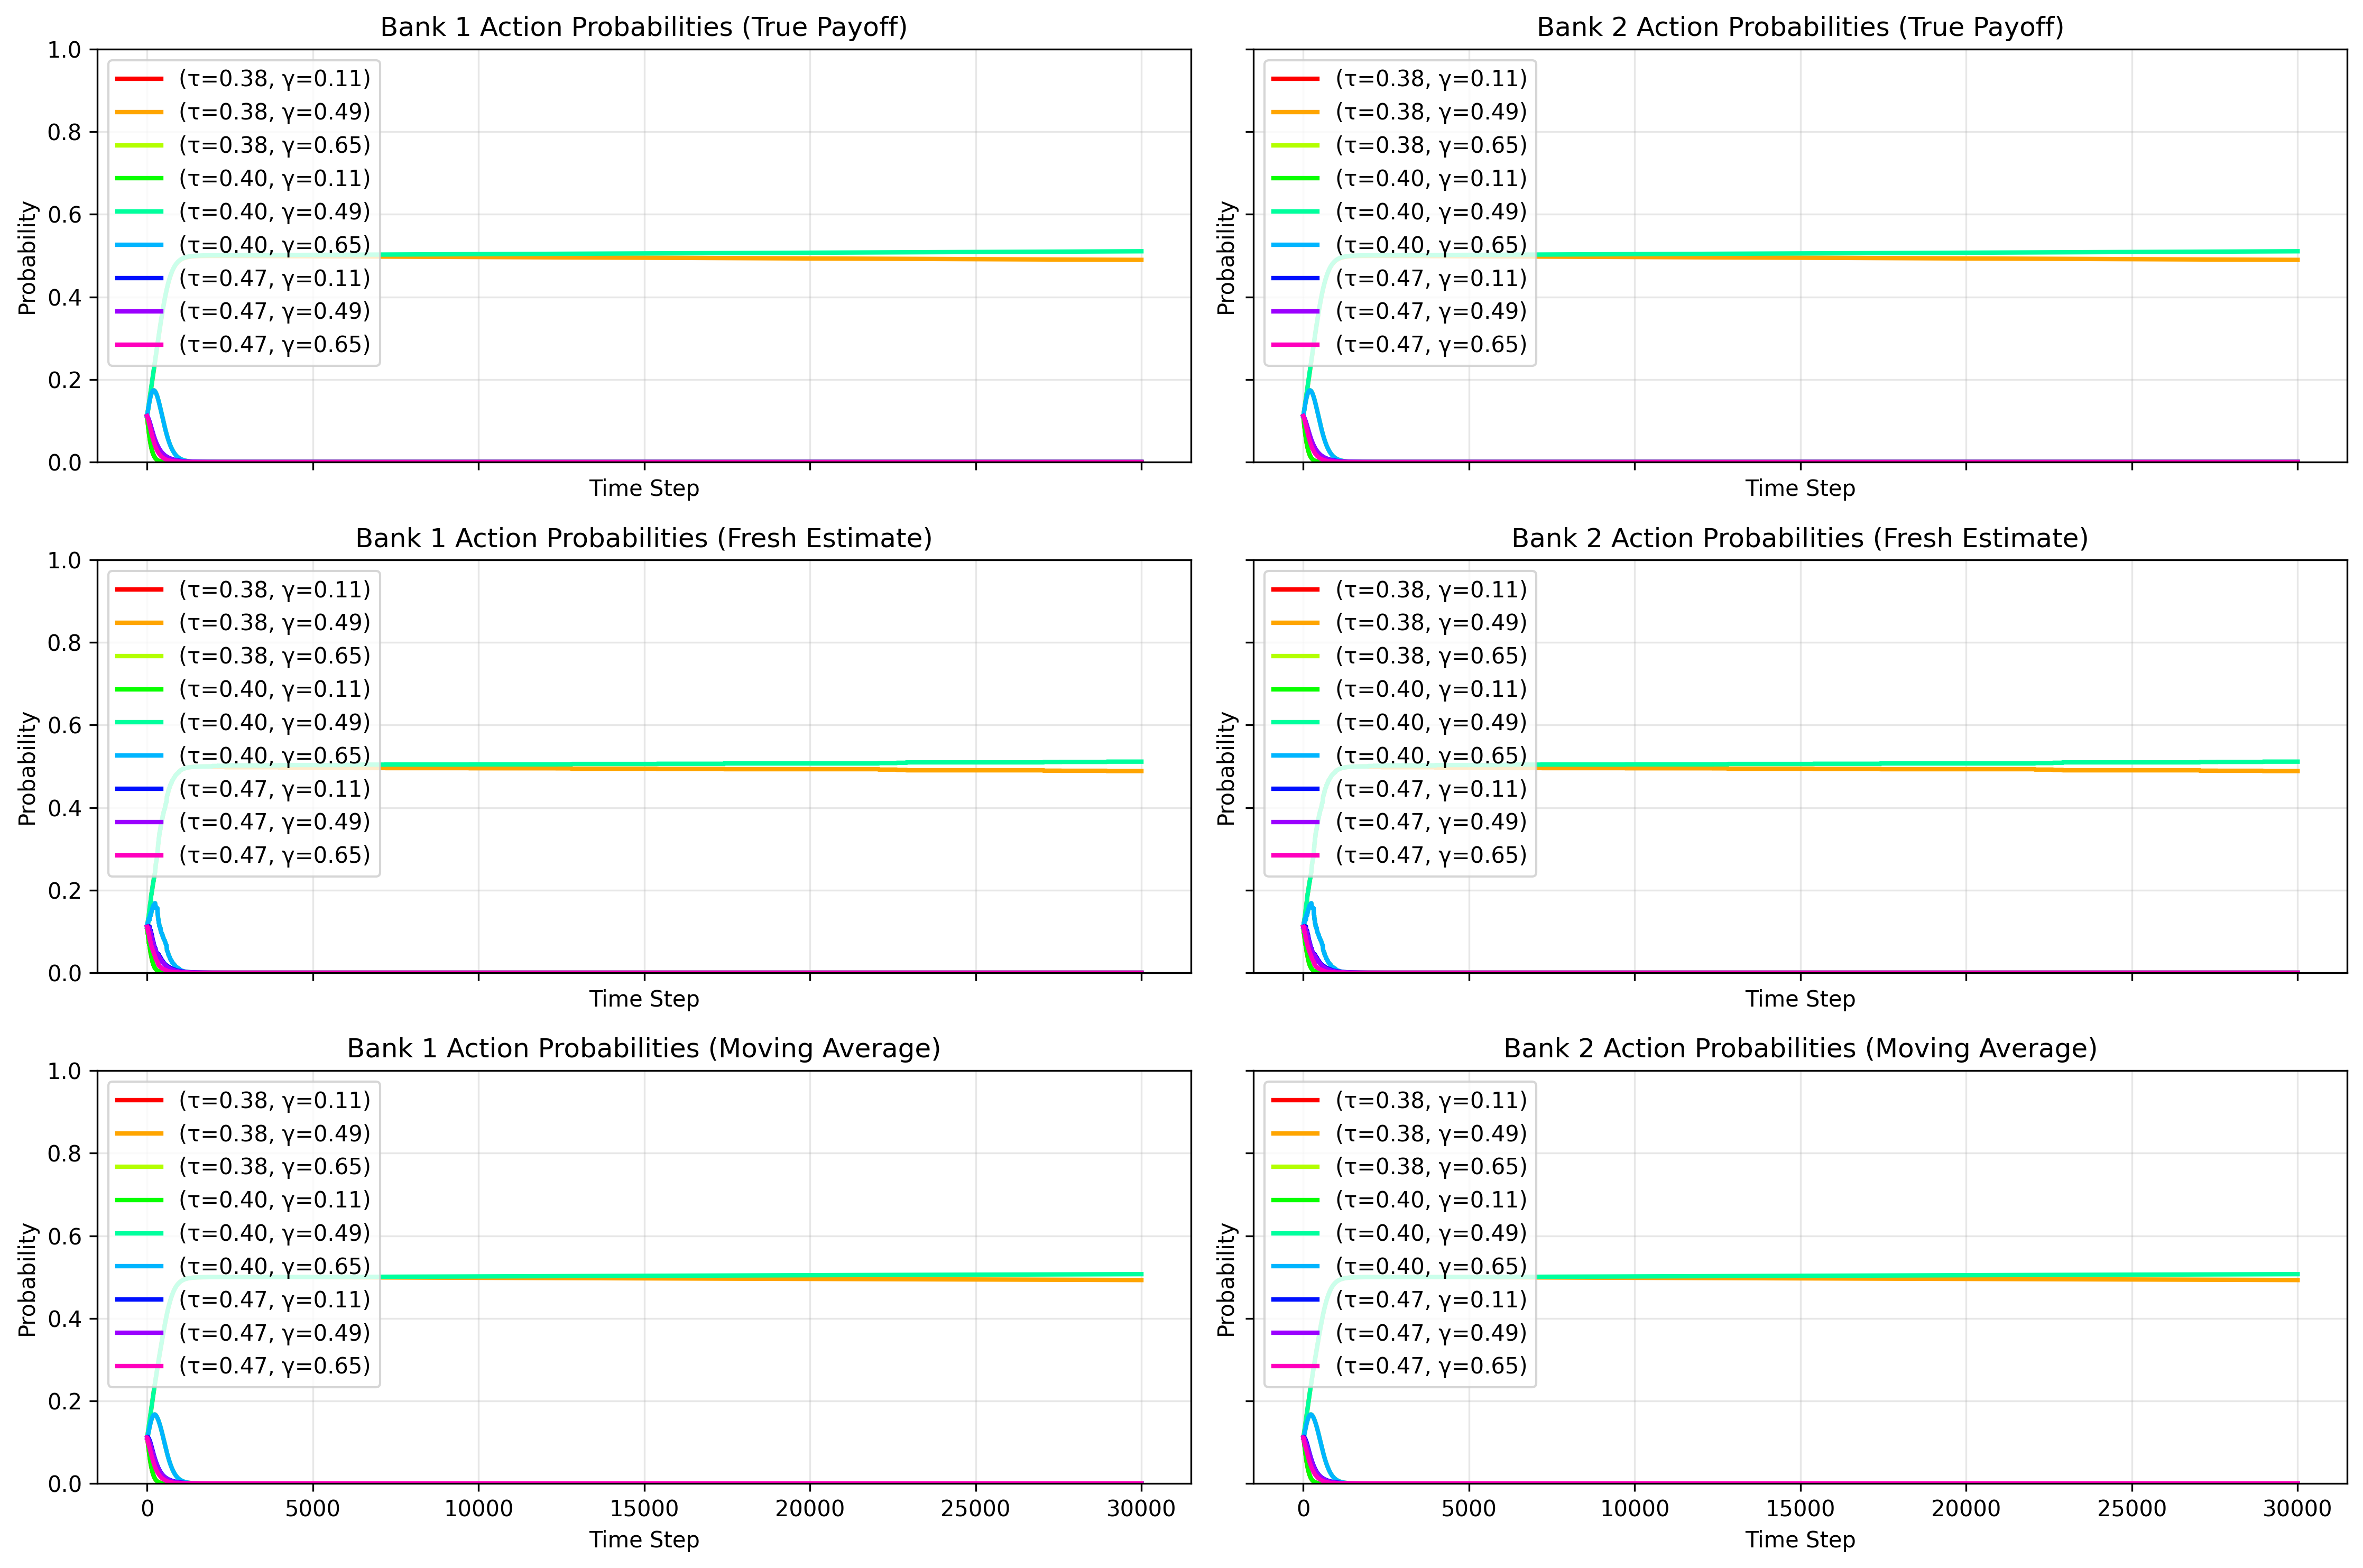 Bank 1 Action Probabilities (True Payoff)
Probability
1.0
0.8
0.6
0.4
0.2
0.0
(τ=0.38, γ=0.11)
(τ=0.38, γ=0.49)
(τ=0.38, γ=0.65)
(τ=0.40, γ=0.11)
(τ=0.40, γ=0.49)
(τ=0.40, γ=0.65)
(τ=0.47, γ=0.11)
(τ=0.47, γ=0.49)
(τ=0.47, γ=0.65)
Time Step
Bank 2 Action Probabilities (True Payoff)
Probability
(τ=0.38, γ=0.11)
(τ=0.38, γ=0.49)
(τ=0.38, γ=0.65)
(τ=0.40, γ=0.11)
(τ=0.40, γ=0.49)
(τ=0.40, γ=0.65)
(τ=0.47, γ=0.11)
(τ=0.47, γ=0.49)
(τ=0.47, γ=0.65)
Time Step
Bank 1 Action Probabilities (Fresh Estimate)
Probability
1.0
0.8
0.6
0.4
0.2
0.0
(τ=0.38, γ=0.11)
(τ=0.38, γ=0.49)
(τ=0.38, γ=0.65)
(τ=0.40, γ=0.11)
(τ=0.40, γ=0.49)
(τ=0.40, γ=0.65)
(τ=0.47, γ=0.11)
(τ=0.47, γ=0.49)
(τ=0.47, γ=0.65)
Time Step
Bank 2 Action Probabilities (Fresh Estimate)
Probability
(τ=0.38, γ=0.11)
(τ=0.38, γ=0.49)
(τ=0.38, γ=0.65)
(τ=0.40, γ=0.11)
(τ=0.40, γ=0.49)
(τ=0.40, γ=0.65)
(τ=0.47, γ=0.11)
(τ=0.47, γ=0.49)
(τ=0.47, γ=0.65)
Time Step
Bank 1 Action Probabilities (Moving Average)
Probability
1.0
0.8
0.6
0.4
0.2
0.0
(τ=0.38, γ=0.11)
(τ=0.38, γ=0.49)
(τ=0.38, γ=0.65)
(τ=0.40, γ=0.11)
(τ=0.40, γ=0.49)
(τ=0.40, γ=0.65)
(τ=0.47, γ=0.11)
(τ=0.47, γ=0.49)
(τ=0.47, γ=0.65)
0 5000 10000 15000 20000 25000 30000
Time Step
Bank 2 Action Probabilities (Moving Average)
Probability
(τ=0.38, γ=0.11)
(τ=0.38, γ=0.49)
(τ=0.38, γ=0.65)
(τ=0.40, γ=0.11)
(τ=0.40, γ=0.49)
(τ=0.40, γ=0.65)
(τ=0.47, γ=0.11)
(τ=0.47, γ=0.49)
(τ=0.47, γ=0.65)
0 5000 10000 15000 20000 25000 30000
Time Step